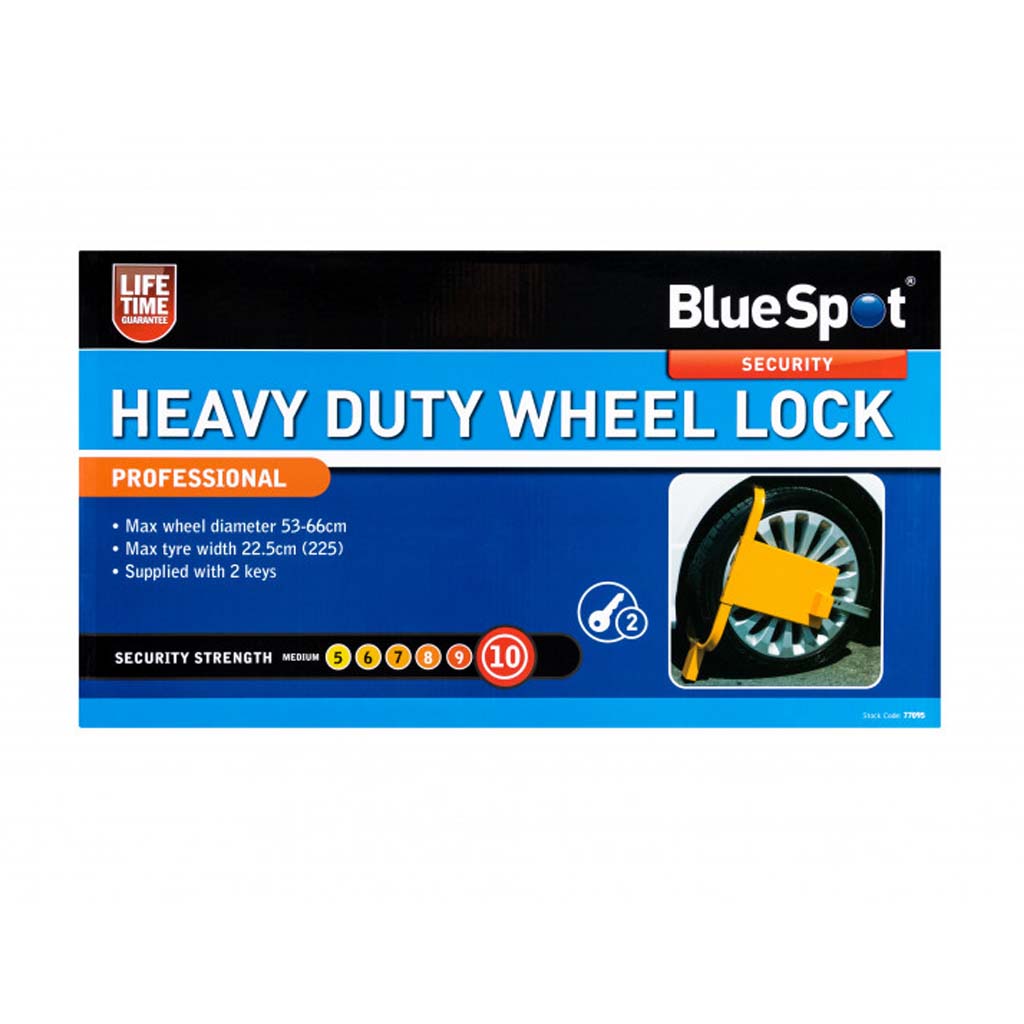 LIFE
TIME
GUARANTEE
BlueSpot®
SECURITY
HEAVY DUTY WHEEL LOCK
PROFESSIONAL
• Max wheel diameter 53-66cm
• Max tyre width 22.5cm (225)
• Supplied with 2 keys
2
SECURITY STRENGTH MEDIUM 5 6 7 8 9 10
Stock Code: 77095